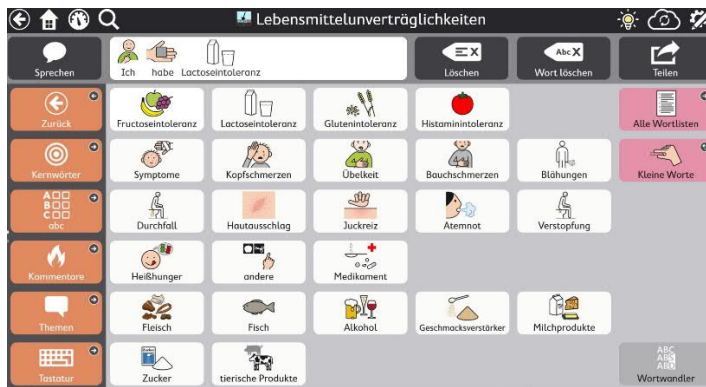 Lebensmittelunverträglichkeiten
Sprechen
Ich habe Lactoseintoleranz
X
Löschen
Abc X
Wort löschen
Teilen
Zurück
Fructoseintoleranz
Lactoseintoleranz
Glutenintoleranz
Histaminintoleranz
Alle Wortlisten
Kernwörter
Symptome
Kopfschmerzen
Übelkeit
Bauchschmerzen
Blähungen
Kleine Worte
A
B
C
abc
Durchfall
Hautausschlag
Juckreiz
Atemnot
Verstopfung
Kommentare
Heißhunger
andere
Medikament
Themen
Fleisch
Fisch
Alkohol
Geschmacksverstärker
Milchprodukte
Tastatur
Zucker
tierische Produkte
ABC
Wortwandler